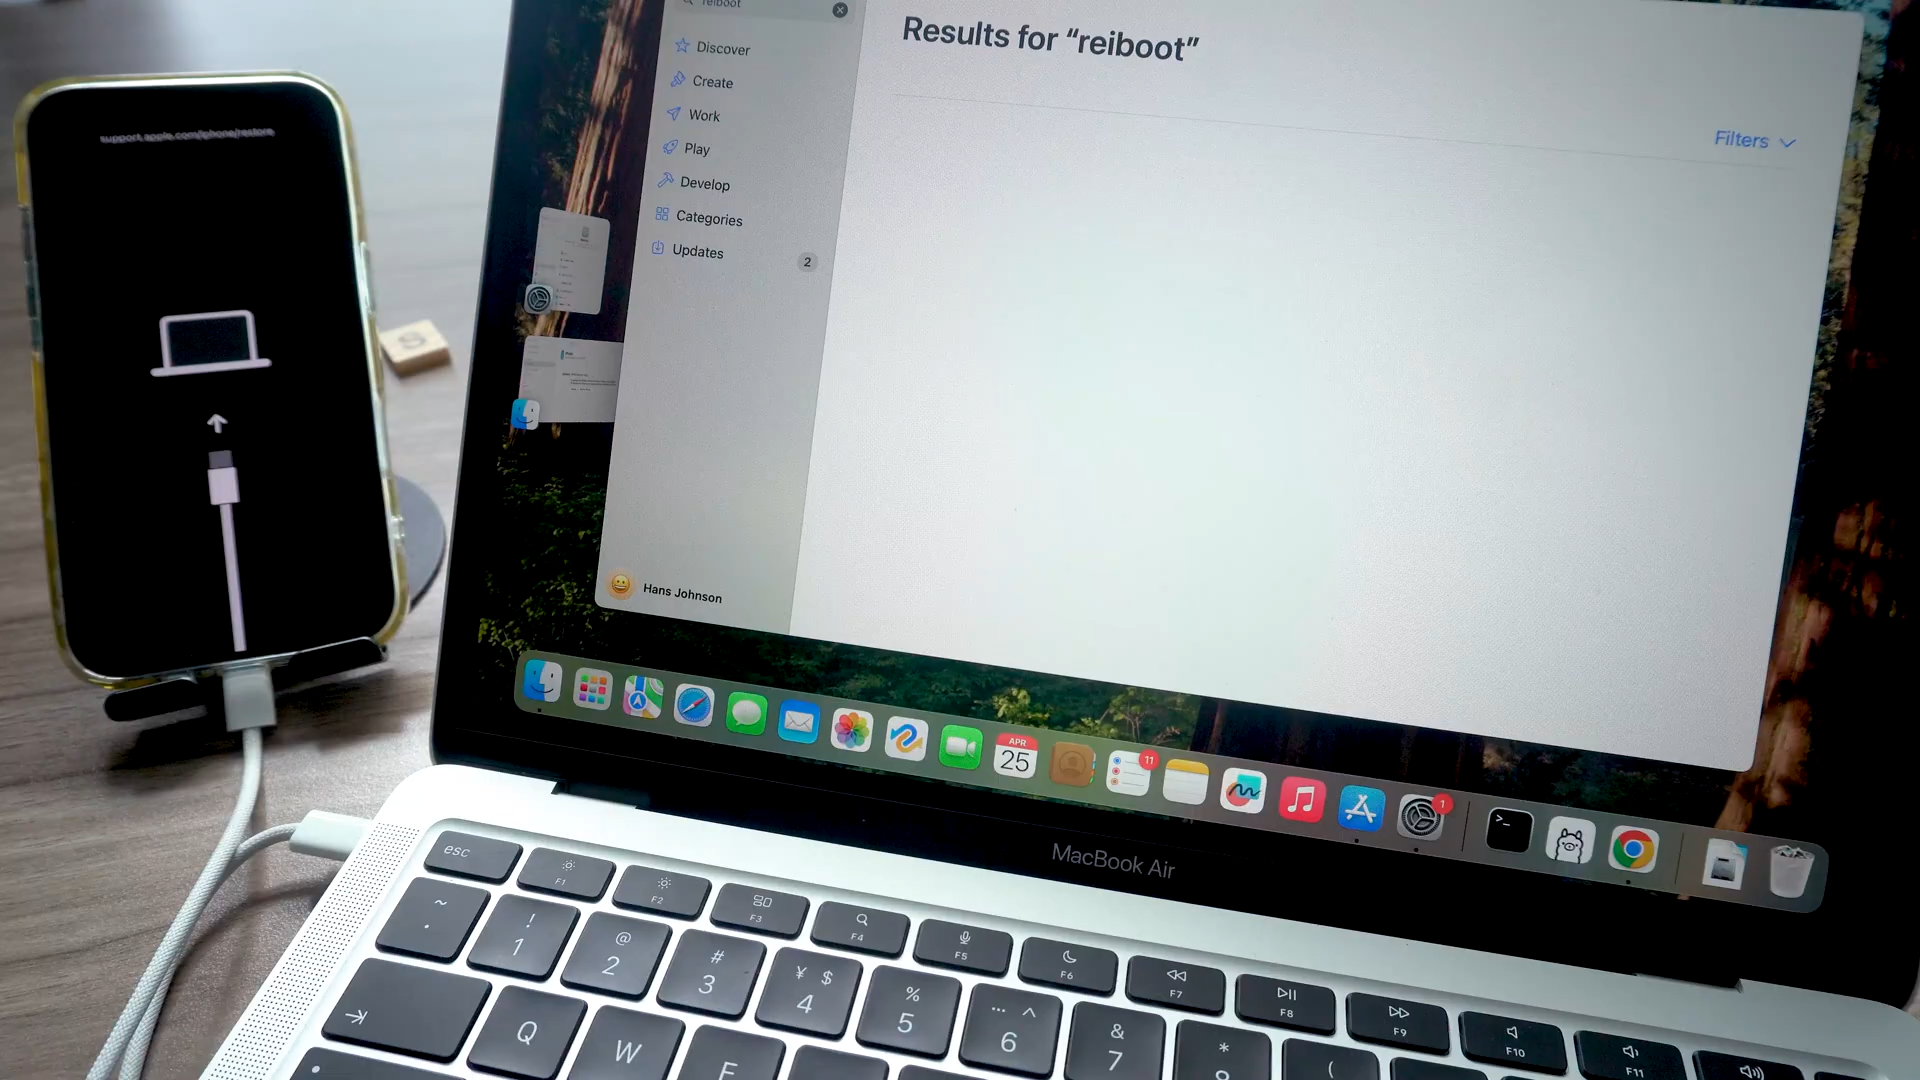 support.apple.com/iphone/restore
S
reiboot
Discover
Create
Work
Play
Develop
Categories
Updates
2
Hans Johnson
Results for “reiboot”
Filters
APR
25
11
1
>_
MacBook Air
esc
F1
F2
F3
F4
F5
F6
F7
F8
F9
F10
F11
~
!
1
@
2
#
3
¥ $
4
%
5
… ^
6
&
7
*
(
Q
W